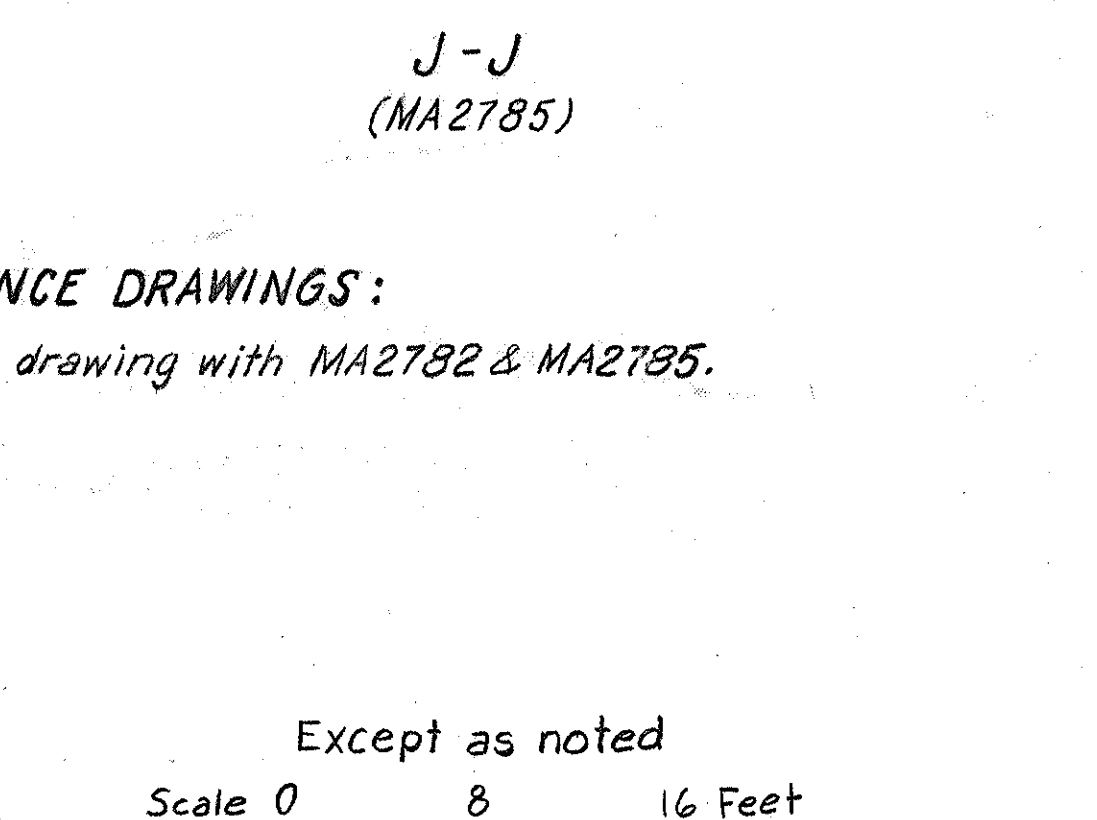 J-J
(MA2785)
NCE DRAWINGS:
drawing with MA2782 & MA2785.
Except as noted
Scale 0 8 16 Feet